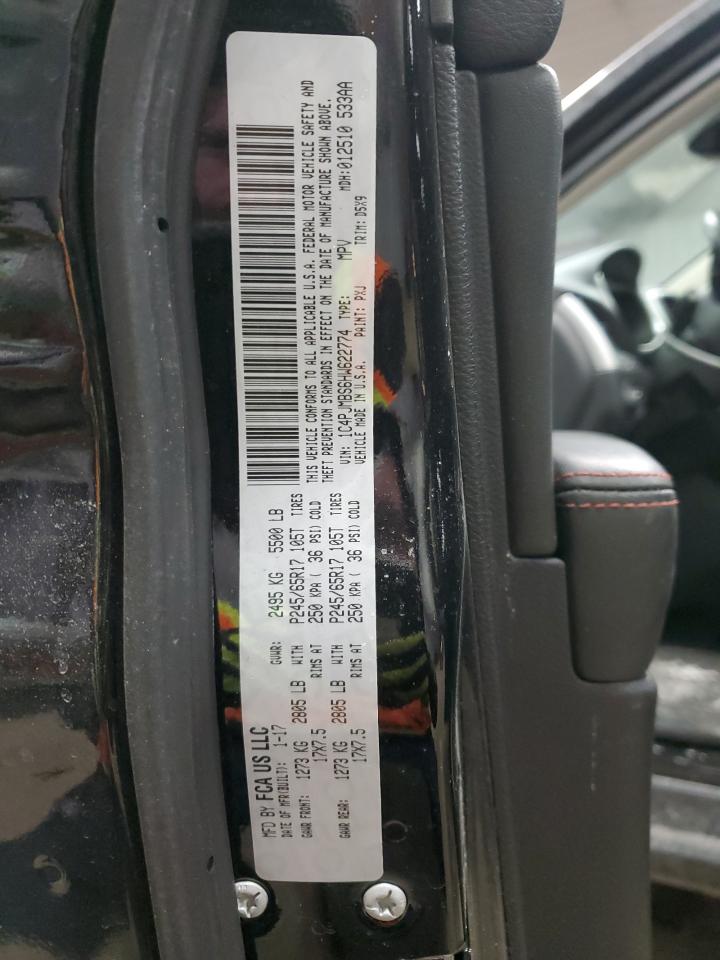 MFD BY FCA US LLC
DATE OF MFR(BUILT): 1-17 GVWR: 2495 KG 5500 LB
GAWR FRONT: 1273 KG 2805 LB WITH P245/65R17 105T TIRES
17X7.5 RIMS AT 250 KPA ( 36 PSI) COLD
GAWR REAR: 1273 KG 2805 LB WITH P245/65R17 105T TIRES
17X7.5 RIMS AT 250 KPA ( 36 PSI) COLD
THIS VEHICLE CONFORMS TO ALL APPLICABLE U.S.A. FEDERAL MOTOR VEHICLE SAFETY AND
THEFT PREVENTION STANDARDS IN EFFECT ON THE DATE OF MANUFACTURE SHOWN ABOVE.
VIN: 1C4PJMBS6HW622774 TYPE: MPV MDH:012510 533AA
VEHICLE MADE IN U.S.A. PAINT: PXJ TRIM: D5X9